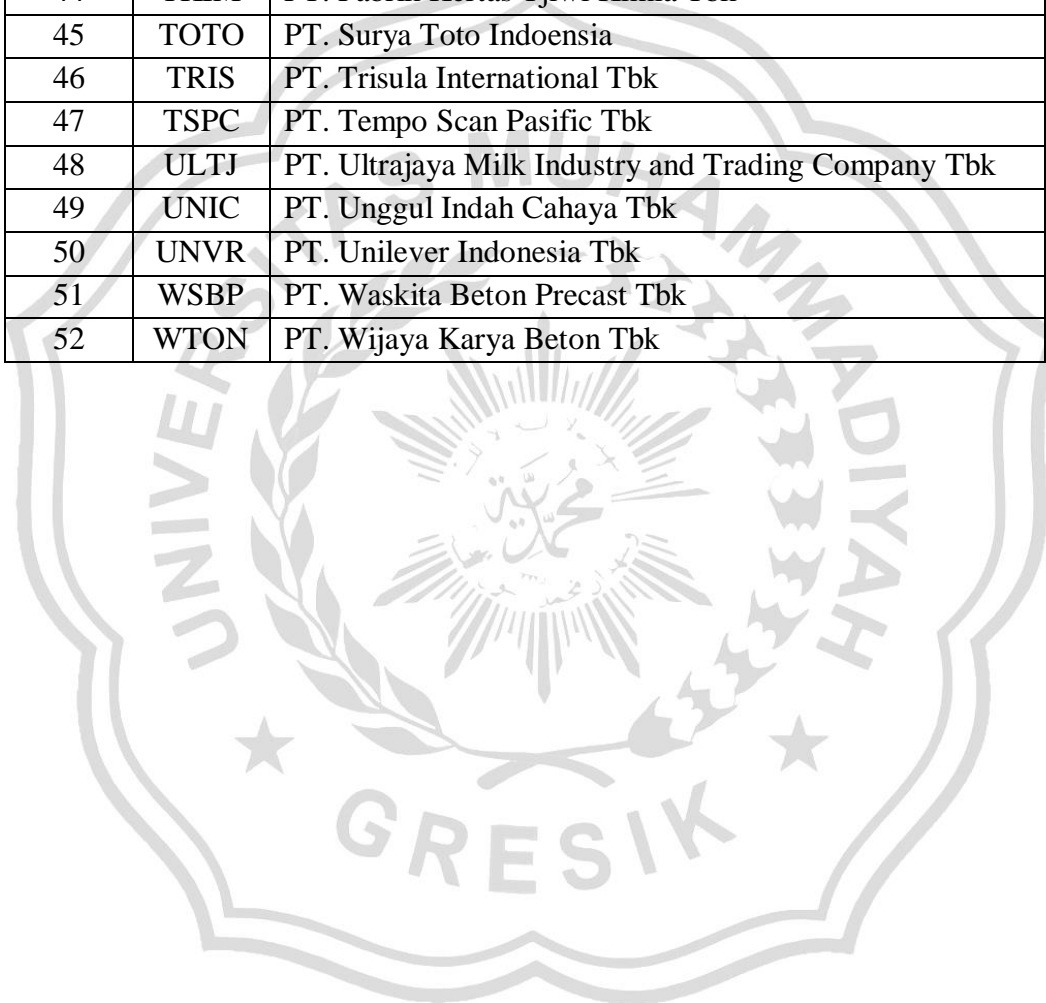 45 TOTO PT. Surya Toto Indoensia
46 TRIS PT. Trisula International Tbk
47 TSPC PT. Tempo Scan Pasific Tbk
48 ULTJ PT. Ultrajaya Milk Industry and Trading Company Tbk
49 UNIC PT. Unggul Indah Cahaya Tbk
50 UNVR PT. Unilever Indonesia Tbk
51 WSBP PT. Waskita Beton Precast Tbk
52 WTON PT. Wijaya Karya Beton Tbk
UNIVERSITAS MUHAMMADIYAH
GRESIK